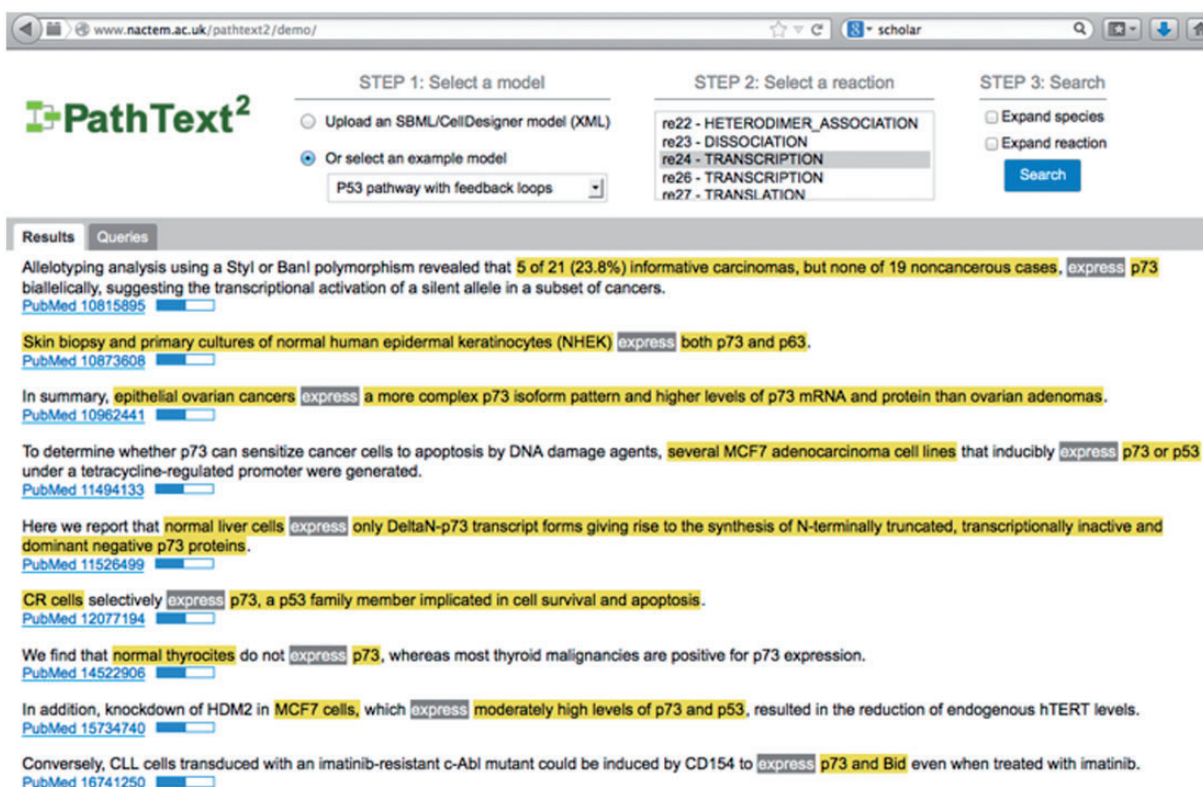 www.nactem.ac.uk/pathtext2/demo/
scholar
PathText2
STEP 1: Select a model
Upload an SBML/CellDesigner model (XML)
Or select an example model
P53 pathway with feedback loops
STEP 2: Select a reaction
re22 - HETERODIMER_ASSOCIATION
re23 - DISSOCIATION
re24 - TRANSCRIPTION
re26 - TRANSCRIPTION
re27 - TRANSLATION
STEP 3: Search
Expand species
Expand reaction
Search
Results Queries
Allelotyping analysis using a StyI or BanI polymorphism revealed that 5 of 21 (23.8%) informative carcinomas, but none of 19 noncancerous cases, express p73
biallelically, suggesting the transcriptional activation of a silent allele in a subset of cancers.
PubMed 10815895
Skin biopsy and primary cultures of normal human epidermal keratinocytes (NHEK) express both p73 and p63.
PubMed 10873608
In summary, epithelial ovarian cancers express a more complex p73 isoform pattern and higher levels of p73 mRNA and protein than ovarian adenomas.
PubMed 10962441
To determine whether p73 can sensitize cancer cells to apoptosis by DNA damage agents, several MCF7 adenocarcinoma cell lines that inducibly express p73 or p53
under a tetracycline-regulated promoter were generated.
PubMed 11494133
Here we report that normal liver cells express only DeltaN-p73 transcript forms giving rise to the synthesis of N-terminally truncated, transcriptionally inactive and
dominant negative p73 proteins.
PubMed 11526499
CR cells selectively express p73, a p53 family member implicated in cell survival and apoptosis.
PubMed 12077194
We find that normal thyrocites do not express p73, whereas most thyroid malignancies are positive for p73 expression.
PubMed 14522906
In addition, knockdown of HDM2 in MCF7 cells, which express moderately high levels of p73 and p53, resulted in the reduction of endogenous hTERT levels.
PubMed 15734740
Conversely, CLL cells transduced with an imatinib-resistant c-Abl mutant could be induced by CD154 to express p73 and Bid even when treated with imatinib.
PubMed 16741250